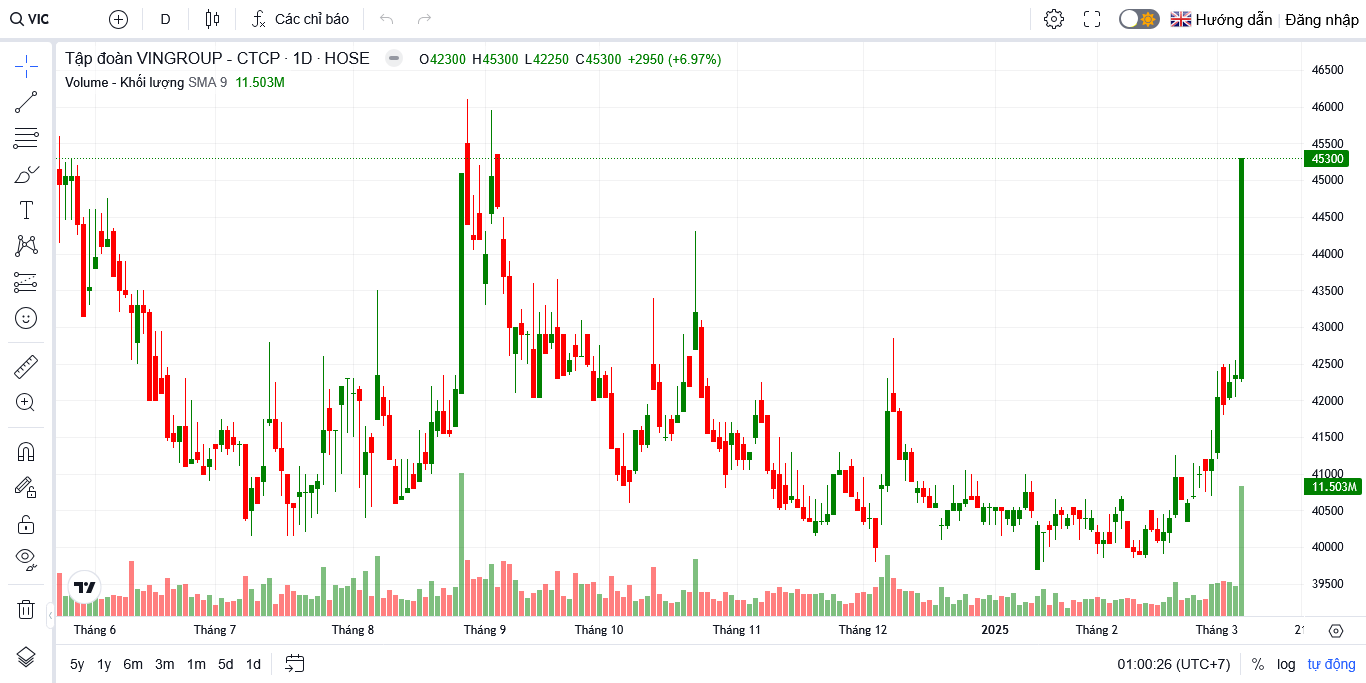 VIC D Các chỉ báo Hướng dẫn Đăng nhập
Tập đoàn VINGROUP - CTCP · 1D · HOSE O42300 H45300 L42250 C45300 +2950 (+6.97%)
Volume - Khối lượng SMA 9 11.503M
46500
46000
45500
45300
45000
44500
44000
43500
43000
42500
42000
41500
41000
11.503M
40500
40000
39500
Tháng 6 Tháng 7 Tháng 8 Tháng 9 Tháng 10 Tháng 11 Tháng 12 2025 Tháng 2 Tháng 3
5y 1y 6m 3m 1m 5d 1d 01:00:26 (UTC+7) % log tự động